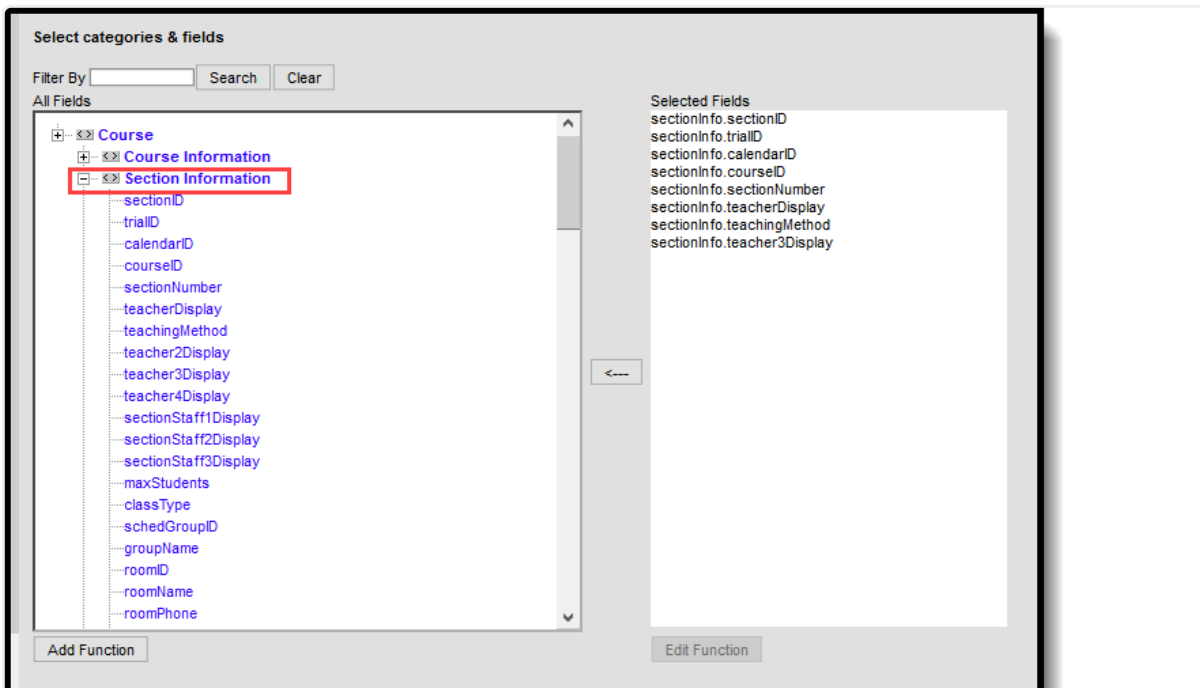 Select categories & fields
Filter By
Search
Clear
All Fields
Course
Course Information
Section Information
sectionID
trialID
calendarID
courseID
sectionNumber
teacherDisplay
teachingMethod
teacher2Display
teacher3Display
teacher4Display
sectionStaff1Display
sectionStaff2Display
sectionStaff3Display
maxStudents
classType
schedGroupID
groupName
roomID
roomName
roomPhone
Add Function
<---
Selected Fields
sectionInfo.sectionID
sectionInfo.trialID
sectionInfo.calendarID
sectionInfo.courseID
sectionInfo.sectionNumber
sectionInfo.teacherDisplay
sectionInfo.teachingMethod
sectionInfo.teacher3Display
Edit Function